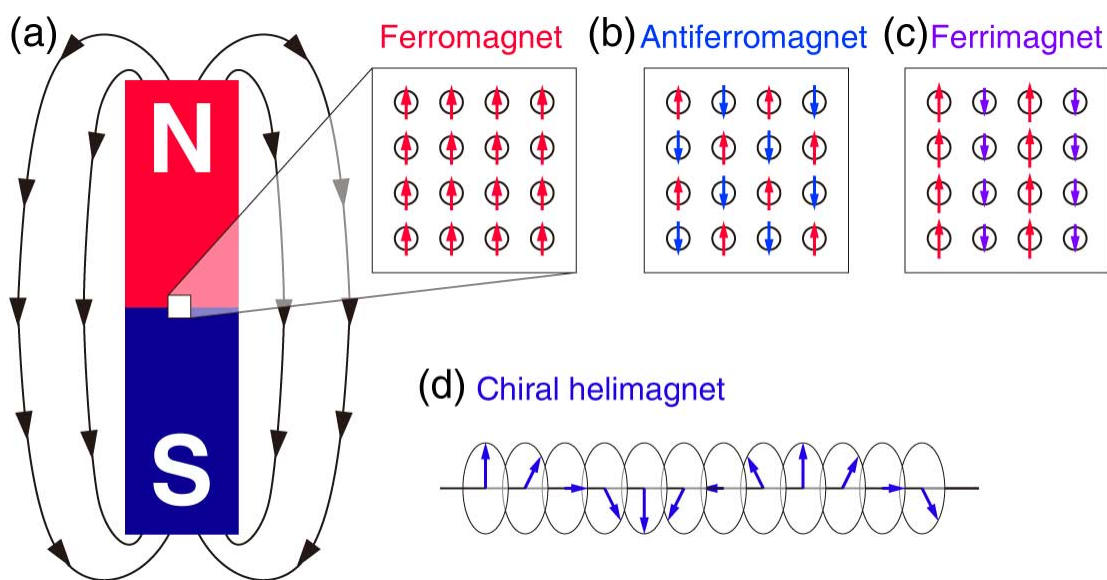 (a)
N
S
Ferromagnet
(b) Antiferromagnet
(c) Ferrimagnet
(d) Chiral helimagnet